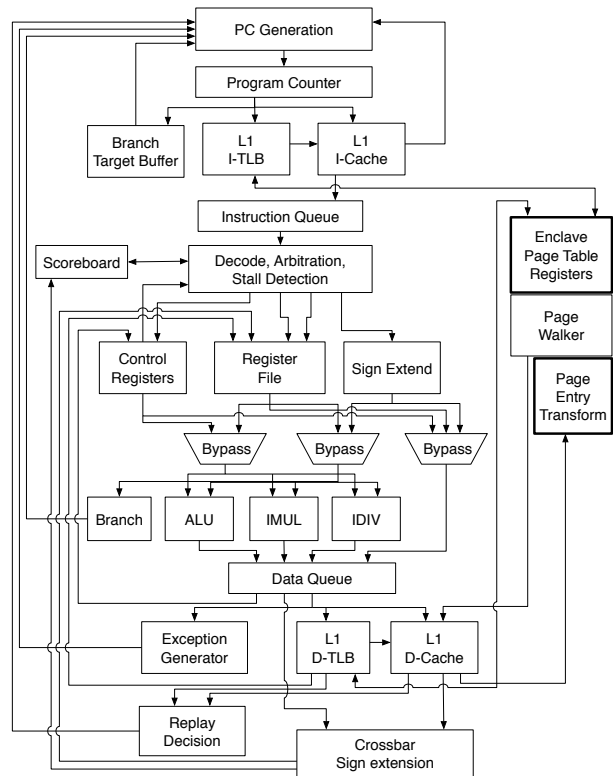 PC Generation
Program Counter
Branch
Target Buffer
L1
I-TLB
L1
I-Cache
Instruction Queue
Enclave
Page Table
Registers
Scoreboard
Decode, Arbitration,
Stall Detection
Page
Walker
Control
Registers
Register
File
Sign Extend
Page
Entry
Transform
Bypass
Bypass
Bypass
Branch
ALU
IMUL
IDIV
Data Queue
Exception
Generator
L1
D-TLB
L1
D-Cache
Replay
Decision
Crossbar
Sign extension